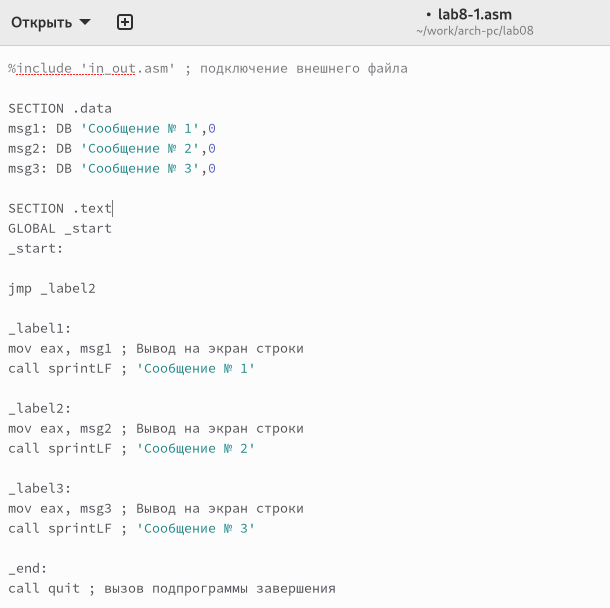 Открыть
• lab8-1.asm
~/work/arch-pc/lab08
%include 'in_out.asm' ; подключение внешнего файла
SECTION .data
msg1: DB 'Сообщение № 1',0
msg2: DB 'Сообщение № 2',0
msg3: DB 'Сообщение № 3',0
SECTION .text
GLOBAL _start
_start:
jmp _label2
_label1:
mov eax, msg1 ; Вывод на экран строки
call sprintLF ; 'Сообщение № 1'
_label2:
mov eax, msg2 ; Вывод на экран строки
call sprintLF ; 'Сообщение № 2'
_label3:
mov eax, msg3 ; Вывод на экран строки
call sprintLF ; 'Сообщение № 3'
_end:
call quit ; вызов подпрограммы завершения